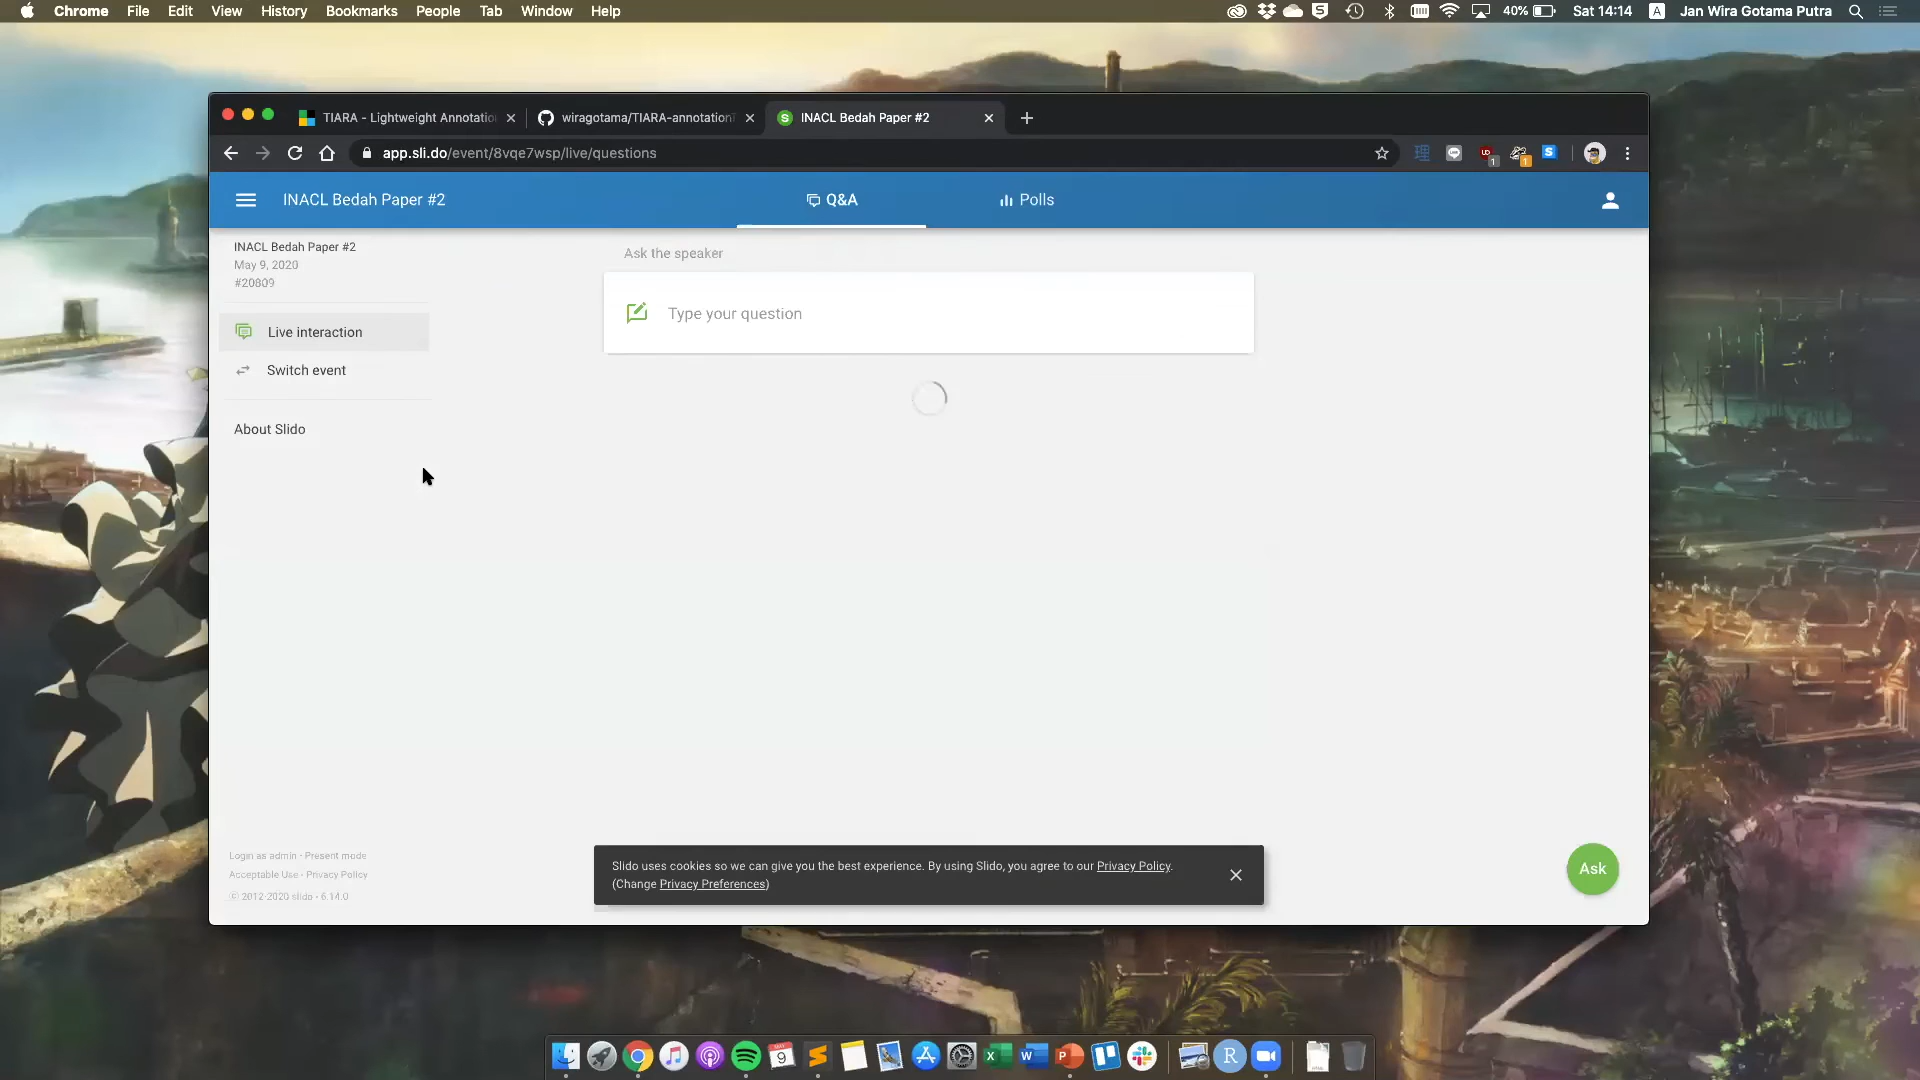 Chrome File Edit View History Bookmarks People Tab Window Help
40% Sat 14:14 A Jan Wira Gotama Putra
TIARA - Lightweight Annotatio
wiragotama/TIARA-annotation
INACL Bedah Paper #2
app.sli.do/event/8vqe7wsp/live/questions
INACL Bedah Paper #2
Q&A
Polls
INACL Bedah Paper #2
May 9, 2020
#20809
Live interaction
Switch event
About Slido
Ask the speaker
Type your question
Login as admin - Present mode
Acceptable Use - Privacy Policy
© 2012-2020 slido - 6.14.0
Slido uses cookies so we can give you the best experience. By using Slido, you agree to our Privacy Policy.
(Change Privacy Preferences)
Ask